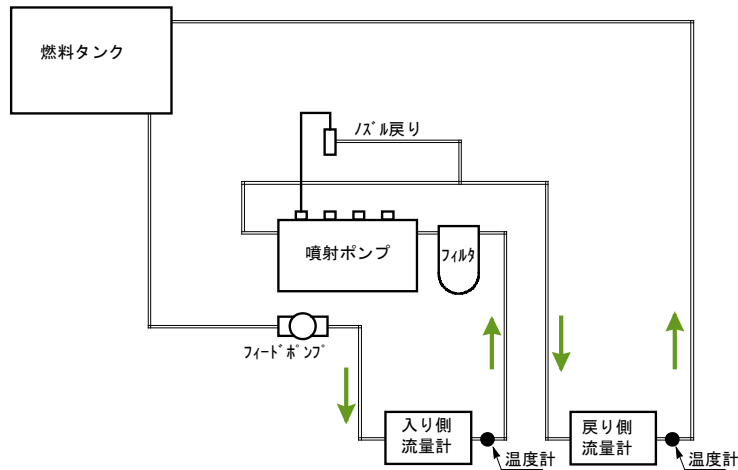 燃料タンク
ﾉｽﾞﾙ戻り
噴射ポンプ
ﾌｨﾙﾀ
ﾌｨｰﾄﾞﾎﾟﾝﾌﾟ
入り側
流量計
温度計
戻り側
流量計
温度計